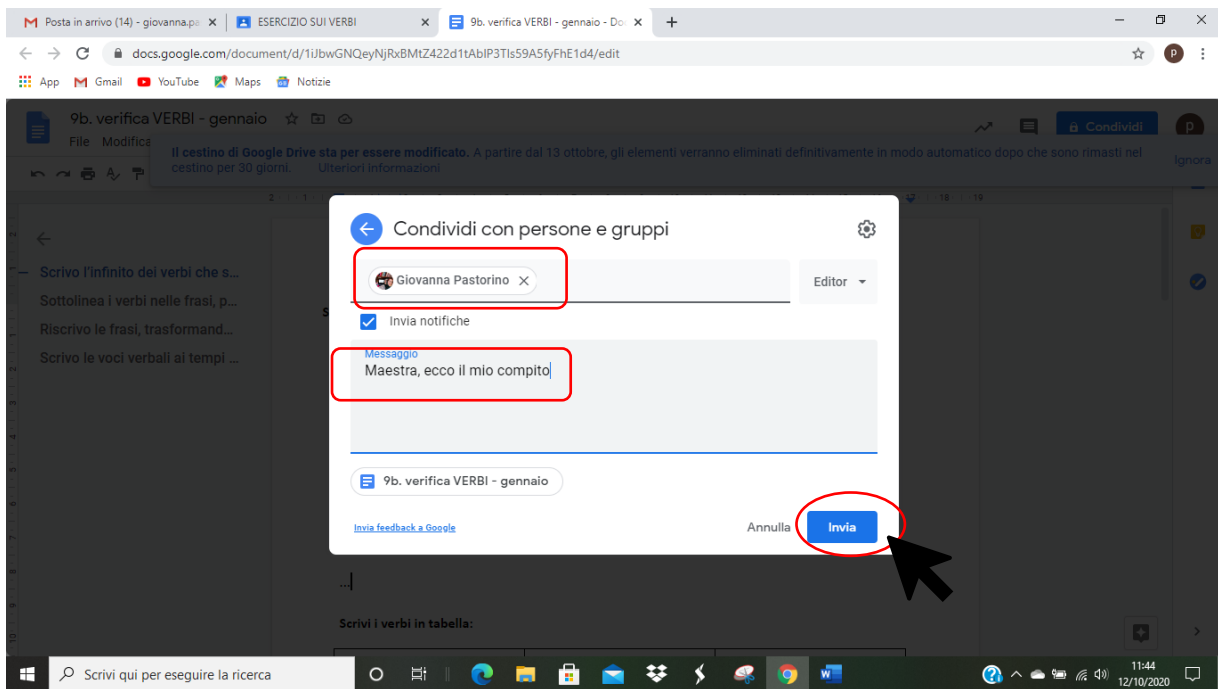 Posta in arrivo (14) - giovanna.pa
ESERCIZIO SUI VERBI
9b. verifica VERBI - gennaio - Do
docs.google.com/document/d/1iJbwGNQeyNjRxBMtZ422d1tAbIP3TIs59A5fyFhE1d4/edit
P
App Gmail YouTube Maps Notizie
9b. verifica VERBI - gennaio
Condividi
P
File Modifica
Il cestino di Google Drive sta per essere modificato. A partire dal 13 ottobre, gli elementi verranno eliminati definitivamente in modo automatico dopo che sono rimasti nel
cestino per 30 giorni. Ulteriori informazioni
Ignora
2 1 18 19
Condividi con persone e gruppi
Scrivo l'infinito dei verbi che s...
Giovanna Pastorino
Editor
Sottolinea i verbi nelle frasi, p...
S
Invia notifiche
Riscrivo le frasi, trasformand...
Scrivo le voci verbali ai tempi ...
Messaggio
Maestra, ecco il mio compito
9b. verifica VERBI - gennaio
Invia feedback a Google
Annulla
Invia
...
Scrivi i verbi in tabella:
Scrivi qui per eseguire la ricerca
11:44
12/10/2020